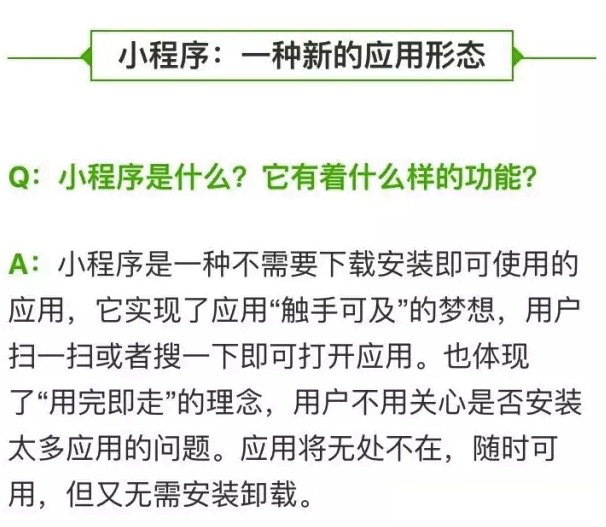 小程序：一种新的应用形态
Q：小程序是什么？它有着什么样的功能？
A：小程序是一种不需要下载安装即可使用的
应用，它实现了应用“触手可及”的梦想，用户
扫一扫或者搜一下即可打开应用。也体现
了“用完即走”的理念，用户不用关心是否安装
太多应用的问题。应用将无处不在，随时可
用，但又无需安装卸载。